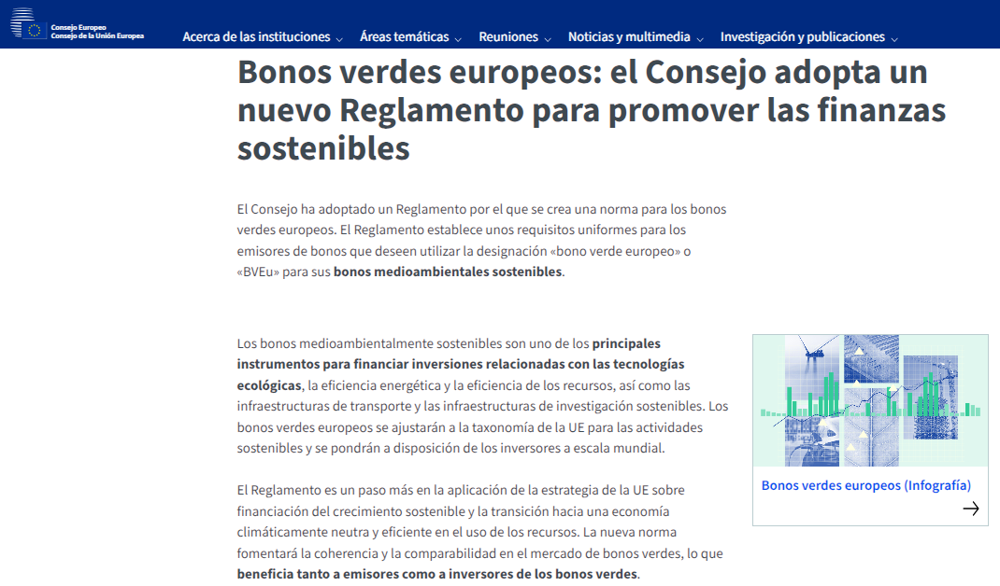 Consejo Europeo
Consejo de la Unión Europea
Acerca de las instituciones
Áreas temáticas
Reuniones
Noticias y multimedia
Investigación y publicaciones
Bonos verdes europeos: el Consejo adopta un
nuevo Reglamento para promover las finanzas
sostenibles
El Consejo ha adoptado un Reglamento por el que se crea una norma para los bonos
verdes europeos. El Reglamento establece unos requisitos uniformes para los
emisores de bonos que deseen utilizar la designación «bono verde europeo» o
«BVEu» para sus bonos medioambientales sostenibles.
Los bonos medioambientalmente sostenibles son uno de los principales
instrumentos para financiar inversiones relacionadas con las tecnologías
ecológicas, la eficiencia energética y la eficiencia de los recursos, así como las
infraestructuras de transporte y las infraestructuras de investigación sostenibles. Los
bonos verdes europeos se ajustarán a la taxonomía de la UE para las actividades
sostenibles y se pondrán a disposición de los inversores a escala mundial.
Bonos verdes europeos (Infografía)
El Reglamento es un paso más en la aplicación de la estrategia de la UE sobre
financiación del crecimiento sostenible y la transición hacia una economía
climáticamente neutra y eficiente en el uso de los recursos. La nueva norma
fomentará la coherencia y la comparabilidad en el mercado de bonos verdes, lo que
beneficia tanto a emisores como a inversores de los bonos verdes.